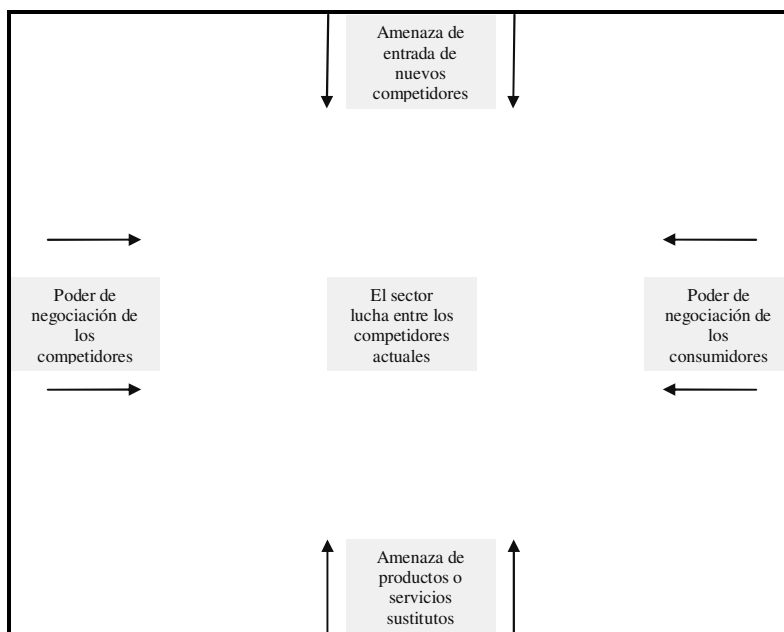 Amenaza de
entrada de
nuevos
competidores
Poder de
negociación de
los
competidores
El sector
lucha entre los
competidores
actuales
Poder de
negociación de
los
consumidores
Amenaza de
productos o
servicios
sustitutos